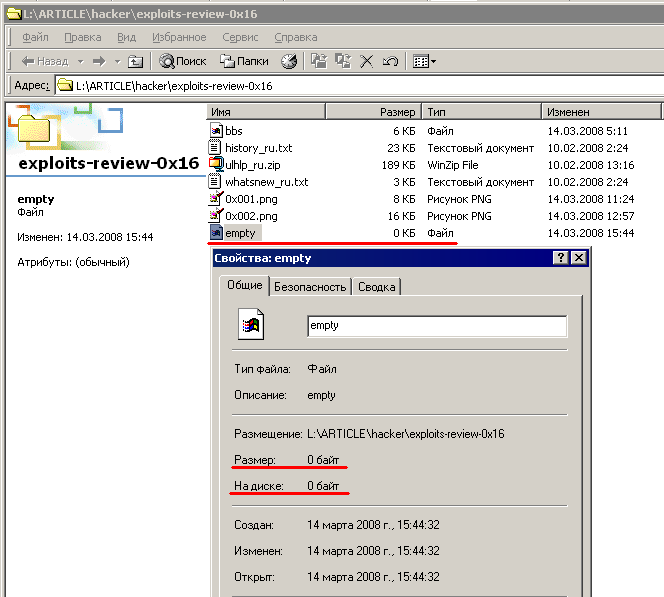 L:\ARTICLE\hacker\exploits-review-0x16
Файл Правка Вид Избранное Сервис Справка
Назад Поиск Папки
Адрес: L:\ARTICLE\hacker\exploits-review-0x16
exploits-review-0x16
empty
Файл
Изменен: 14.03.2008 15:44
Атрибуты: (обычный)
Имя Размер Тип Изменен
bbs 6 КБ Файл 14.03.2008 5:11
history_ru.txt 23 КБ Текстовый документ 10.02.2008 2:24
ulhlp_ru.zip 189 КБ WinZip File 10.02.2008 13:16
whatsnew_ru.txt 3 КБ Текстовый документ 10.02.2008 2:24
0x001.png 8 КБ Рисунок PNG 14.03.2008 11:24
0x002.png 16 КБ Рисунок PNG 14.03.2008 12:57
empty 0 КБ Файл 14.03.2008 15:44
Свойства: empty
Общие Безопасность Сводка
empty
Тип файла: Файл
Описание: empty
Размещение: L:\ARTICLE\hacker\exploits-review-0x16
Размер: 0 байт
На диске: 0 байт
Создан: 14 марта 2008 г., 15:44:32
Изменен: 14 марта 2008 г., 15:44:32
Открыт: 14 марта 2008 г., 15:44:32